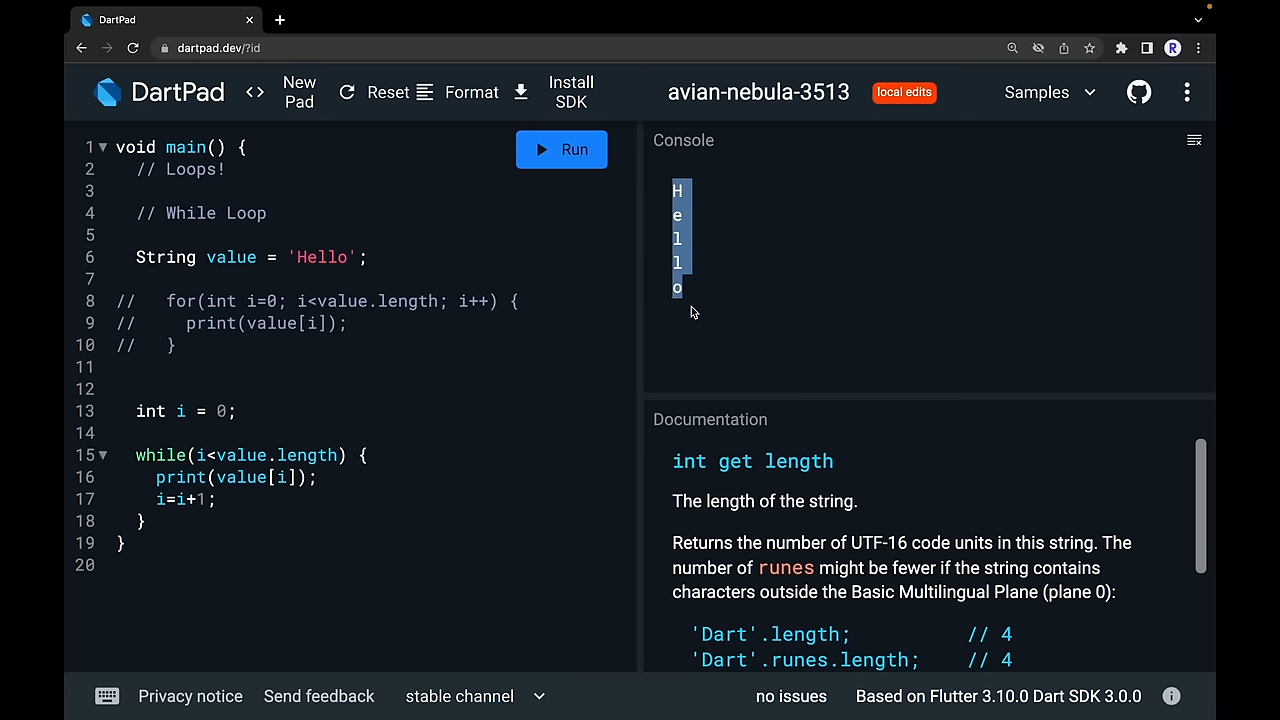 DartPad
dartpad.dev/?id
R
DartPad
New Pad
Reset
Format
Install SDK
avian-nebula-3513
local edits
Samples
Run
1 void main() {
2 // Loops!
3
4 // While Loop
5
6 String value = 'Hello';
7
8 //   for(int i=0; i<value.length; i++) {
9 //     print(value[i]);
10 //   }
11
12
13 int i = 0;
14
15 while(i<value.length) {
16 print(value[i]);
17 i=i+1;
18 }
19 }
20
Console
H
e
l
l
o
Documentation
int get length
The length of the string.
Returns the number of UTF-16 code units in this string. The
number of runes might be fewer if the string contains
characters outside the Basic Multilingual Plane (plane 0):
'Dart'.length; // 4
'Dart'.runes.length; // 4
Privacy notice
Send feedback
stable channel
no issues
Based on Flutter 3.10.0 Dart SDK 3.0.0